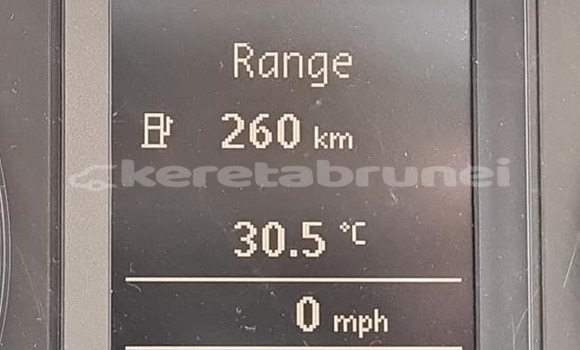 Range
260 km
keretabrunei
30.5 °C
0 mph